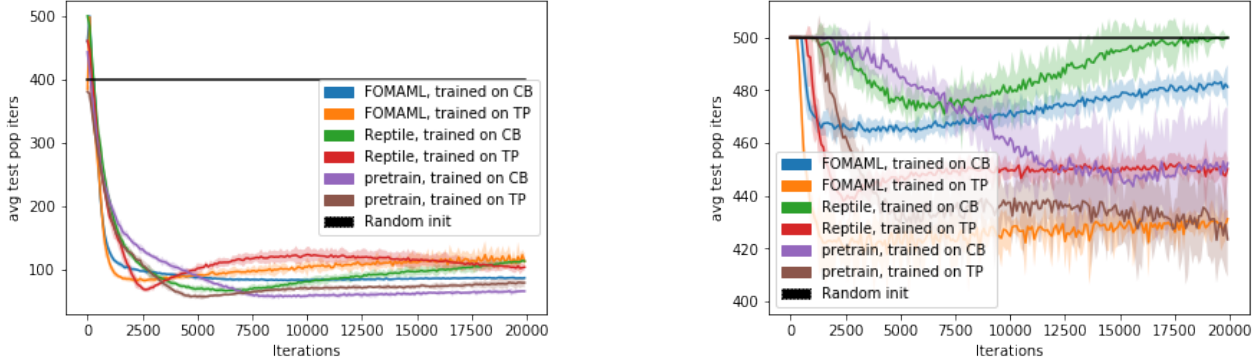 500
400
300
200
100
avg test pop iters
FOMAML, trained on CB
FOMAML, trained on TP
Reptile, trained on CB
Reptile, trained on TP
pretrain, trained on CB
pretrain, trained on TP
Random init
0 2500 5000 7500 10000 12500 15000 17500 20000
Iterations
500
480
460
440
420
400
avg test pop iters
FOMAML, trained on CB
FOMAML, trained on TP
Reptile, trained on CB
Reptile, trained on TP
pretrain, trained on CB
pretrain, trained on TP
Random init
0 2500 5000 7500 10000 12500 15000 17500 20000
Iterations